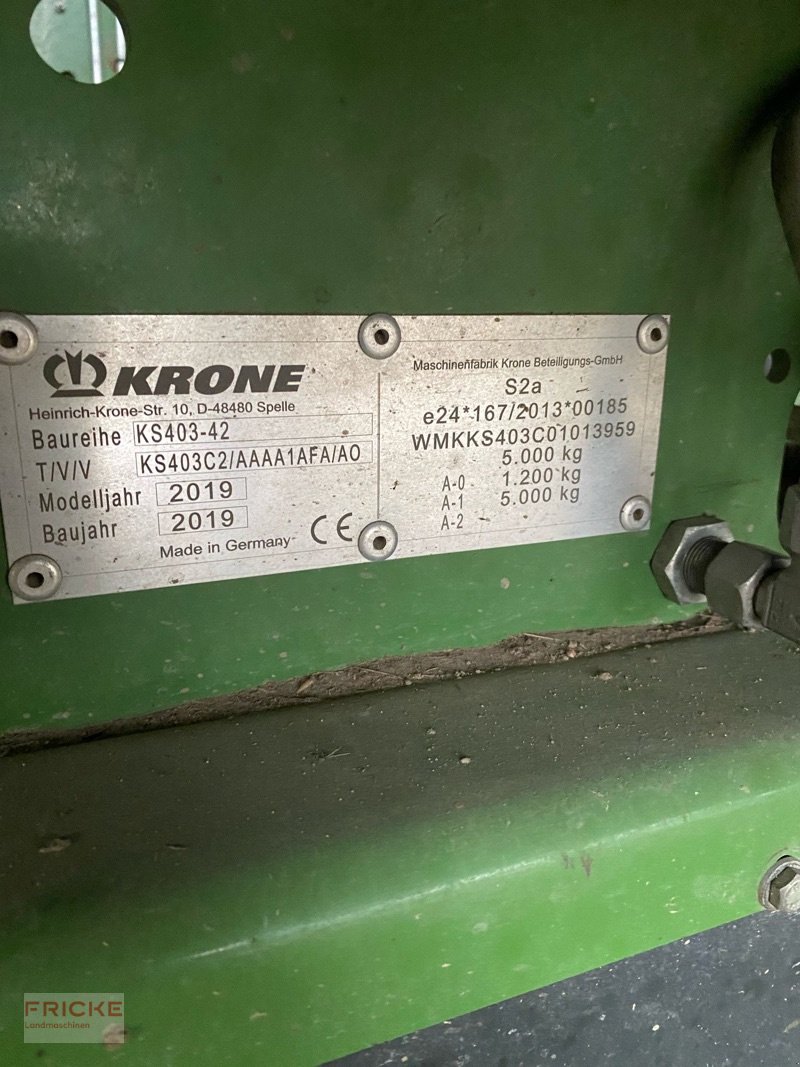 KRONE
Heinrich-Krone-Str. 10, D-48480 Spelle
Baureihe KS403-42
T/V/V KS403C2/AAAA1AFA/AO
Modelljahr 2019
Baujahr 2019
Made in Germany CE
Maschinenfabrik Krone Beteiligungs-GmbH
S2a
e24*167/2013*00185
WMKKS403C01013959
5.000 kg
A-0 1.200 kg
A-1 5.000 kg
A-2
FRICKE
Landmaschinen